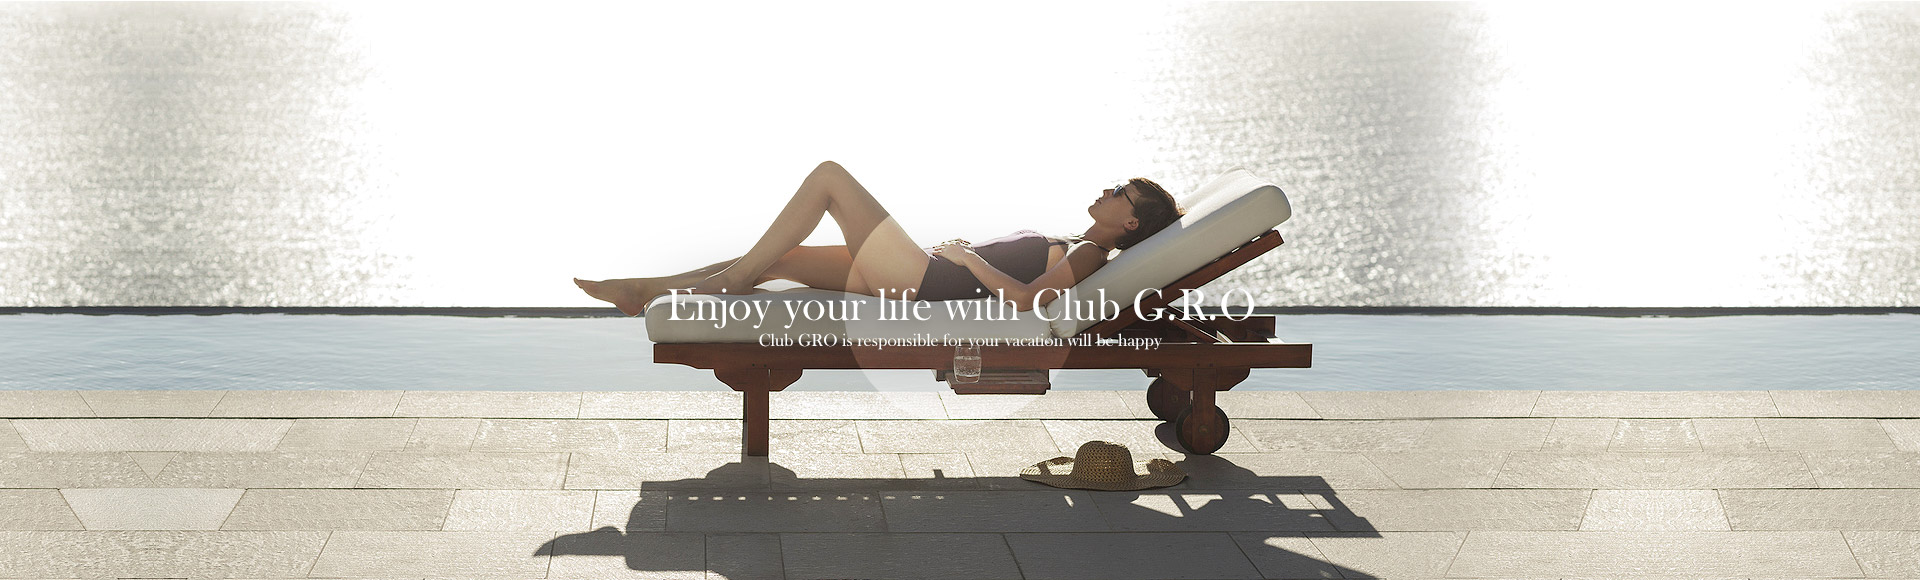 Enjoy your life with Club G.R.O
Club GRO is responsible for your vacation will be happy